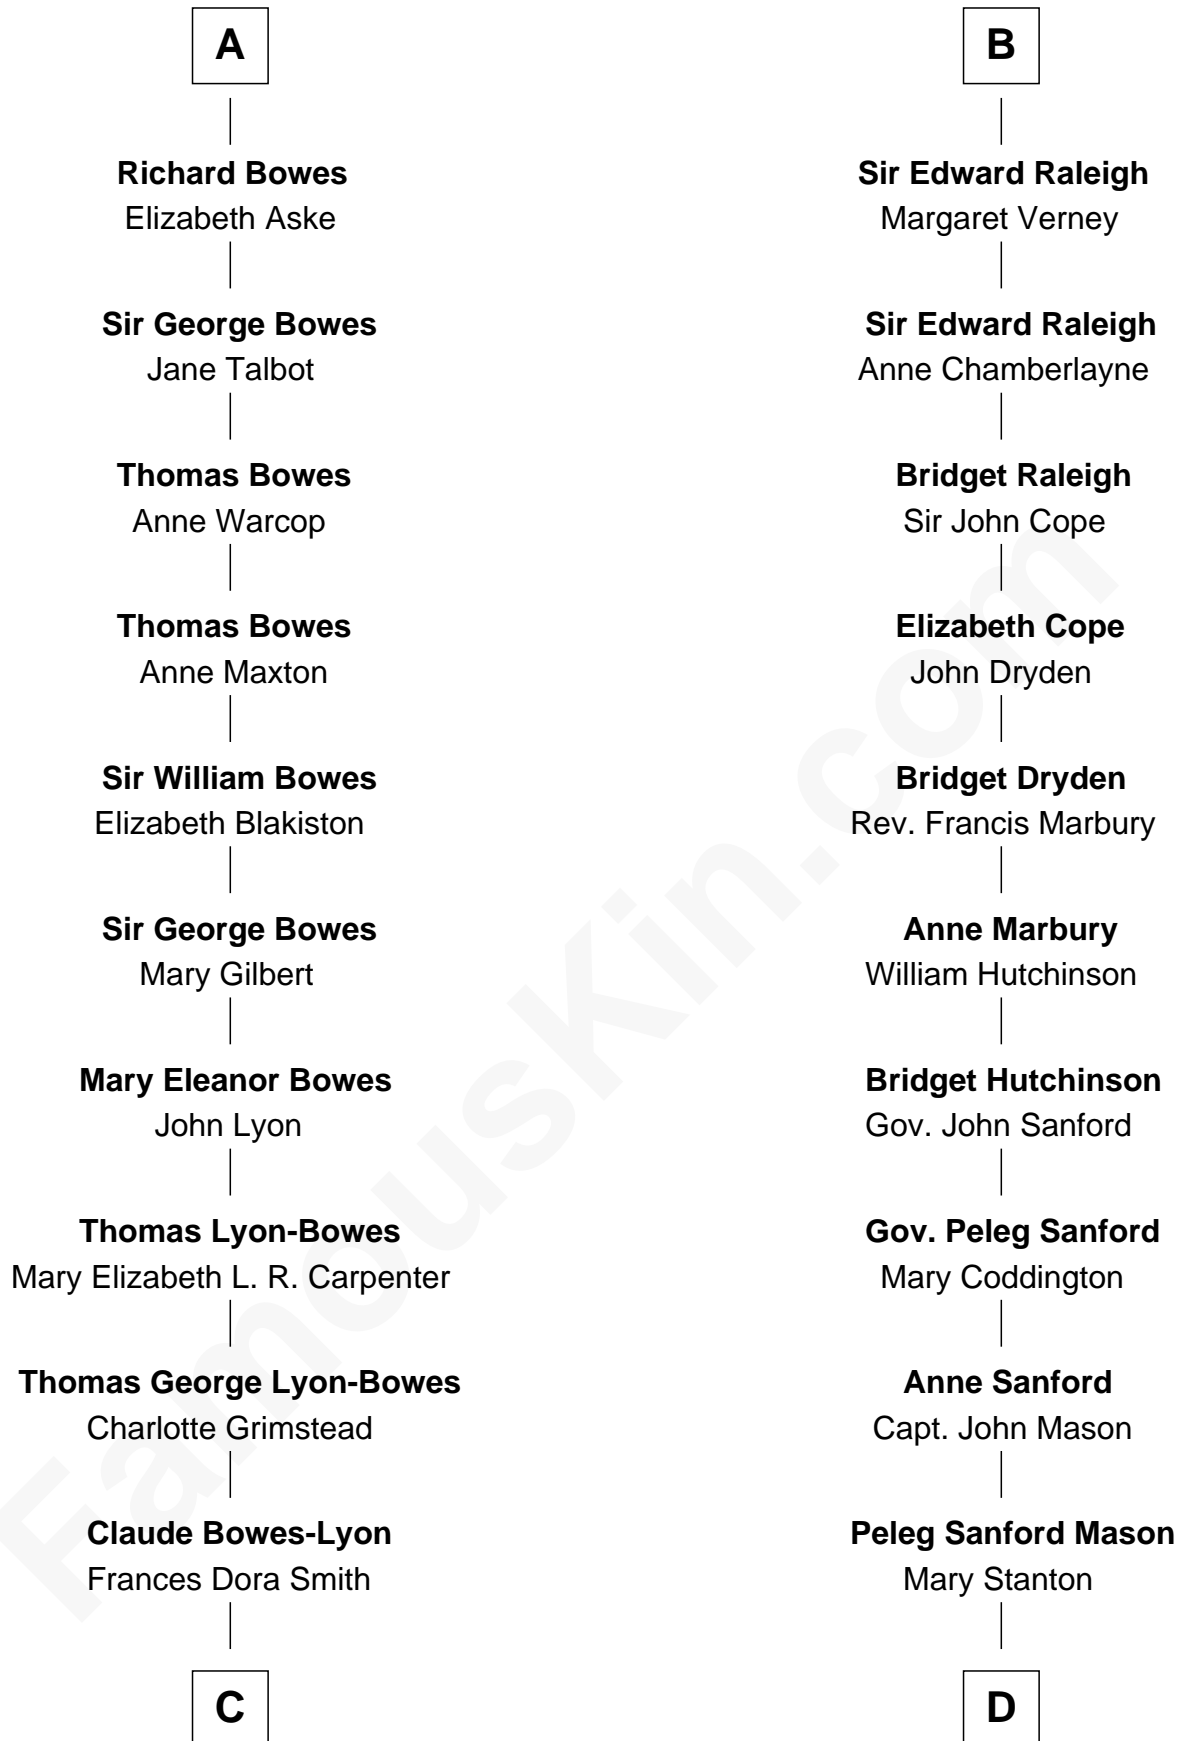 A
Richard Bowes
Elizabeth Aske
Sir George Bowes
Jane Talbot
Thomas Bowes
Anne Warcop
Thomas Bowes
Anne Maxton
Sir William Bowes
Elizabeth Blakiston
Sir George Bowes
Mary Gilbert
Mary Eleanor Bowes
John Lyon
Thomas Lyon-Bowes
Mary Elizabeth L. R. Carpenter
Thomas George Lyon-Bowes
Charlotte Grimstead
Claude Bowes-Lyon
Frances Dora Smith
C
B
Sir Edward Raleigh
Margaret Verney
Sir Edward Raleigh
Anne Chamberlayne
Bridget Raleigh
Sir John Cope
Elizabeth Cope
John Dryden
Bridget Dryden
Rev. Francis Marbury
Anne Marbury
William Hutchinson
Bridget Hutchinson
Gov. John Sanford
Gov. Peleg Sanford
Mary Coddington
Anne Sanford
Capt. John Mason
Peleg Sanford Mason
Mary Stanton
D
FamousKin.com